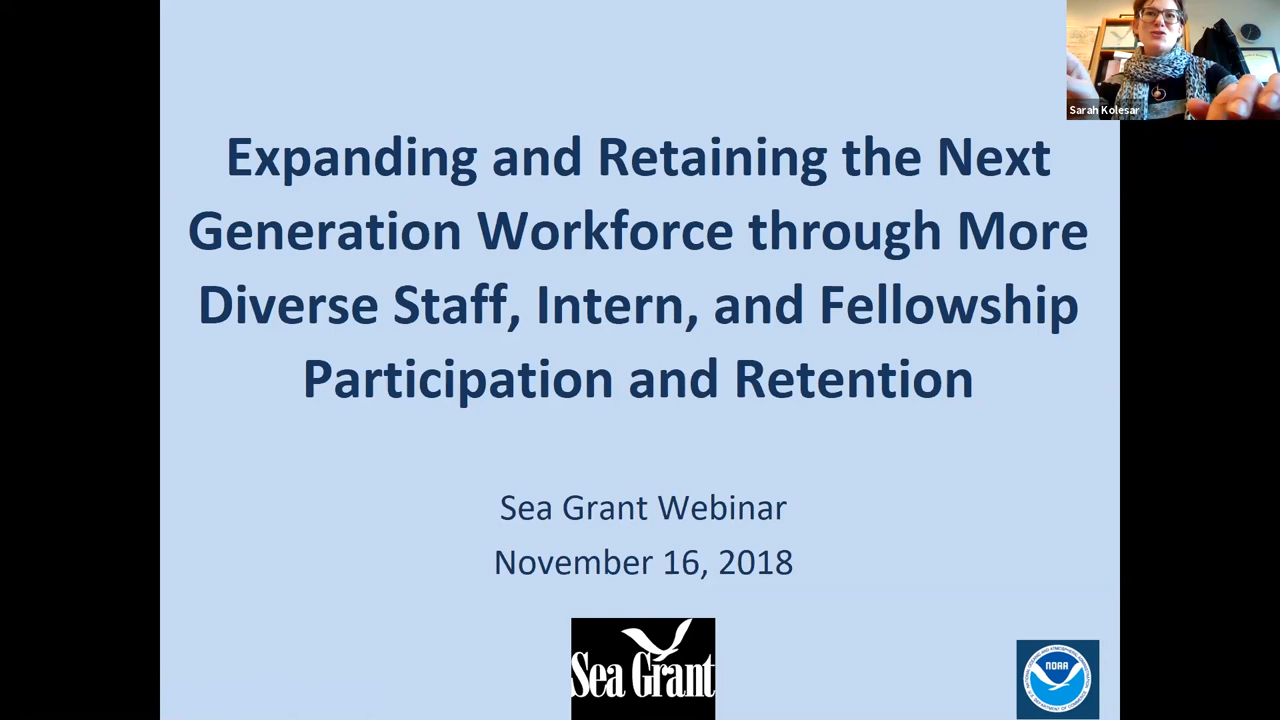 Sarah Kolesar
Expanding and Retaining the Next
Generation Workforce through More
Diverse Staff, Intern, and Fellowship
Participation and Retention
Sea Grant Webinar
November 16, 2018
Sea Grant
NOAA